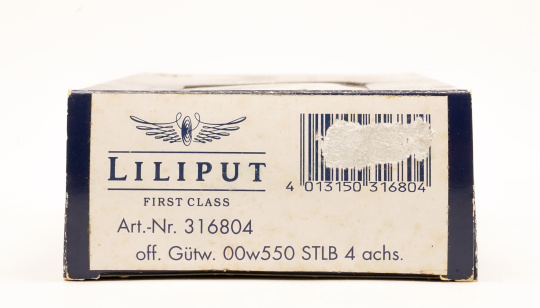 LILIPUT
FIRST CLASS
4 013150 316804
Art.-Nr. 316804
off. Gütw. 00w550 STLB 4 achs.